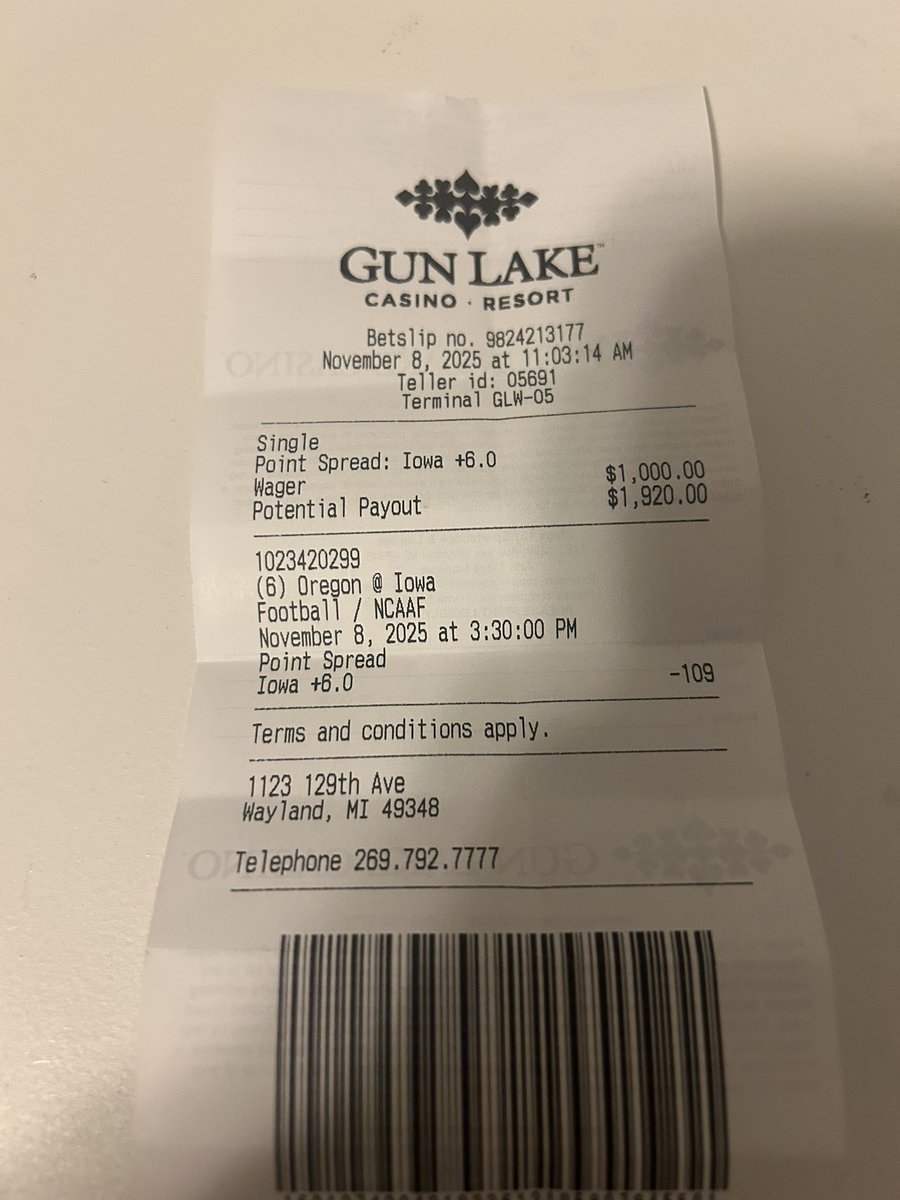 GUN LAKE™
CASINO · RESORT
Betslip no. 9824213177
November 8, 2025 at 11:03:14 AM
Teller id: 05691
Terminal GLW-05
Single
Point Spread: Iowa +6.0
Wager $1,000.00
Potential Payout $1,920.00
1023420299
(6) Oregon @ Iowa
Football / NCAAF
November 8, 2025 at 3:30:00 PM
Point Spread
Iowa +6.0 -109
Terms and conditions apply.
1123 129th Ave
Wayland, MI 49348
Telephone 269.792.7777